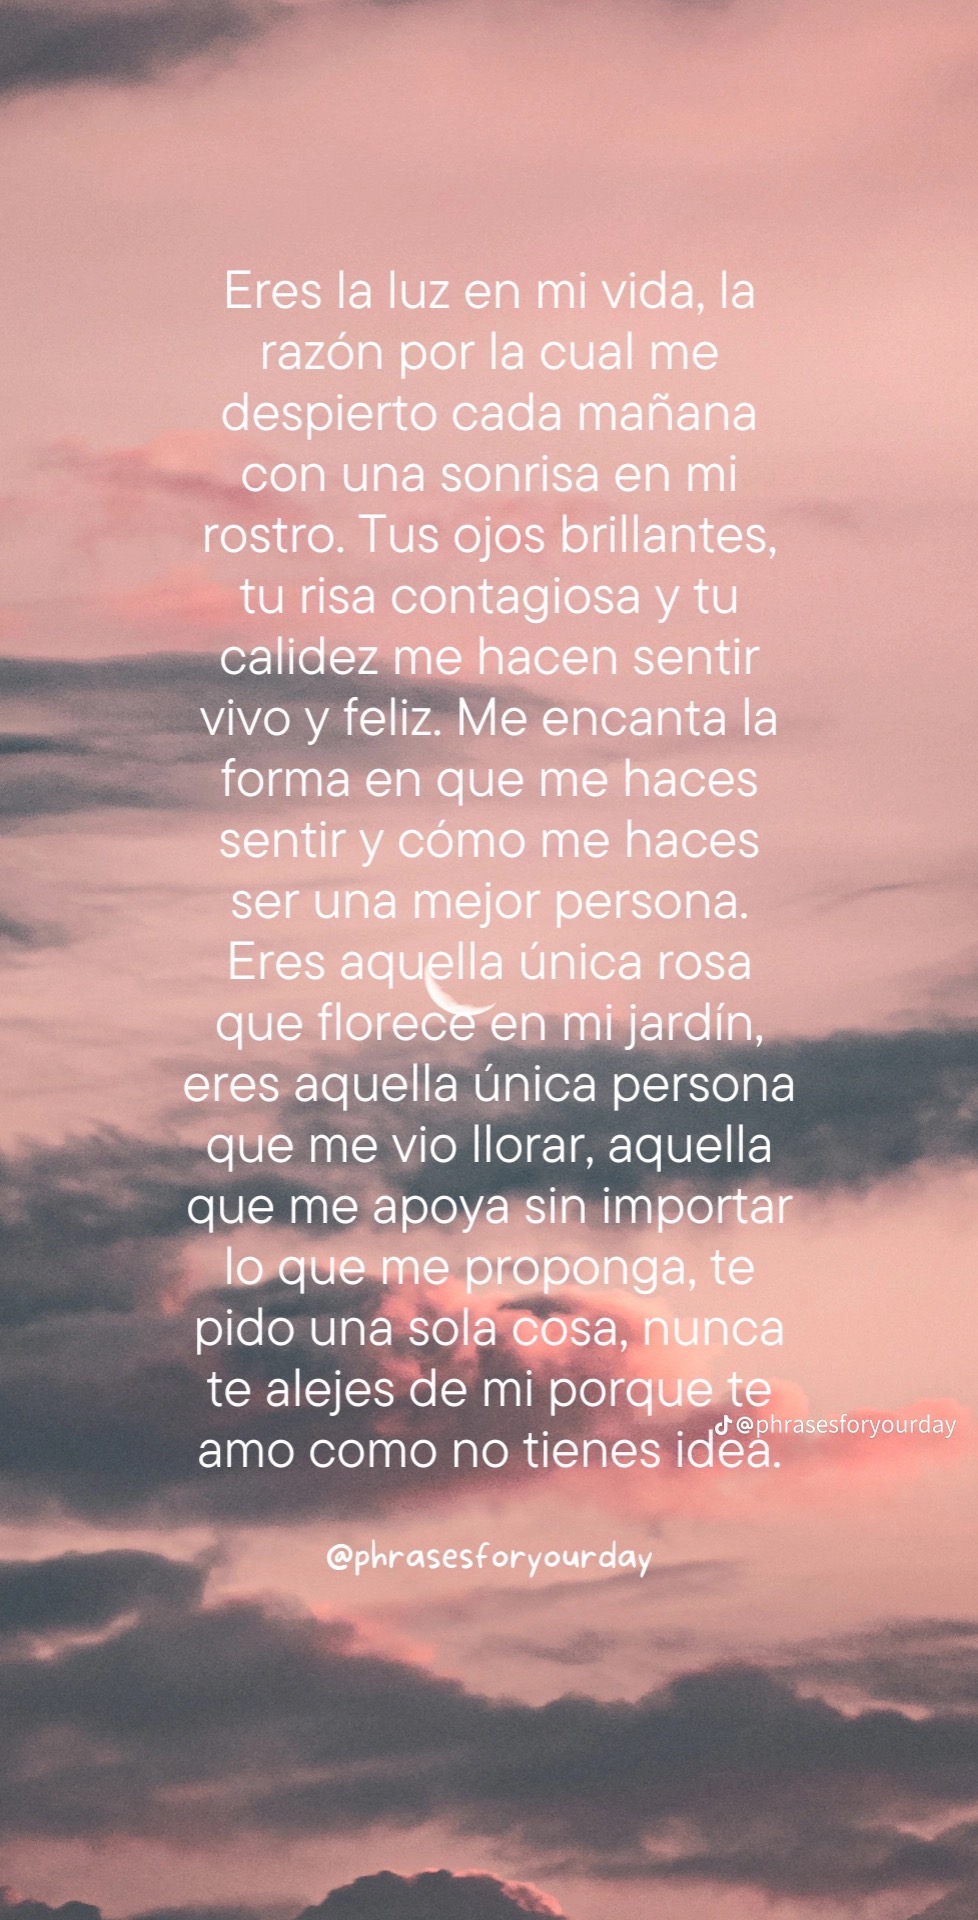 Eres la luz en mi vida, la
razón por la cual me
despierto cada mañana
con una sonrisa en mi
rostro. Tus ojos brillantes,
tu risa contagiosa y tu
calidez me hacen sentir
vivo y feliz. Me encanta la
forma en que me haces
sentir y cómo me haces
ser una mejor persona.
Eres aquella única rosa
que florece en mi jardín,
eres aquella única persona
que me vio llorar, aquella
que me apoya sin importar
lo que me proponga, te
pido una sola cosa, nunca
te alejes de mi porque te
@phrasesforyourday
amo como no tienes idea.
@phrasesforyourday